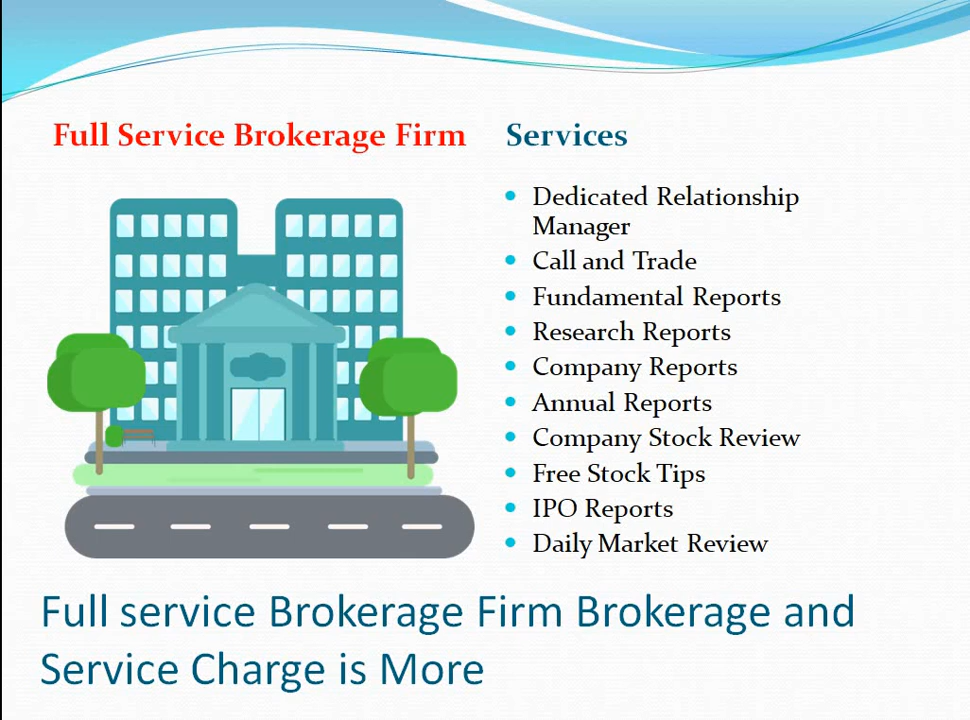 Full Service Brokerage Firm
Services
Dedicated Relationship
Manager
Call and Trade
Fundamental Reports
Research Reports
Company Reports
Annual Reports
Company Stock Review
Free Stock Tips
IPO Reports
Daily Market Review
Full service Brokerage Firm Brokerage and
Service Charge is More